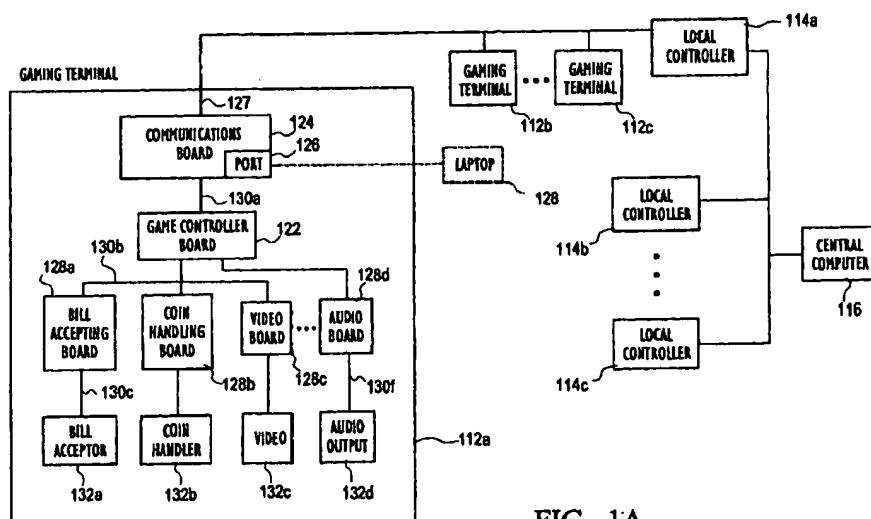 114a
LOCAL
CONTROLLER
GAMING TERMINAL
127
124
COMMUNICATIONS
BOARD
126
PORT
GAMING
TERMINAL
GAMING
TERMINAL
112b
112c
LAPTOP
128
130a
GAME CONTROLLER
BOARD
122
LOCAL
CONTROLLER
114b
CENTRAL
COMPUTER
116
130b
128a
128d
BILL
ACCEPTING
BOARD
COIN
HANDLING
BOARD
VIDEO
BOARD
AUDIO
BOARD
128b
128c
LOCAL
CONTROLLER
114c
130c
130f
BILL
ACCEPTOR
COIN
HANDLER
VIDEO
AUDIO
OUTPUT
112a
132a
132b
132c
132d
FIG. 1A